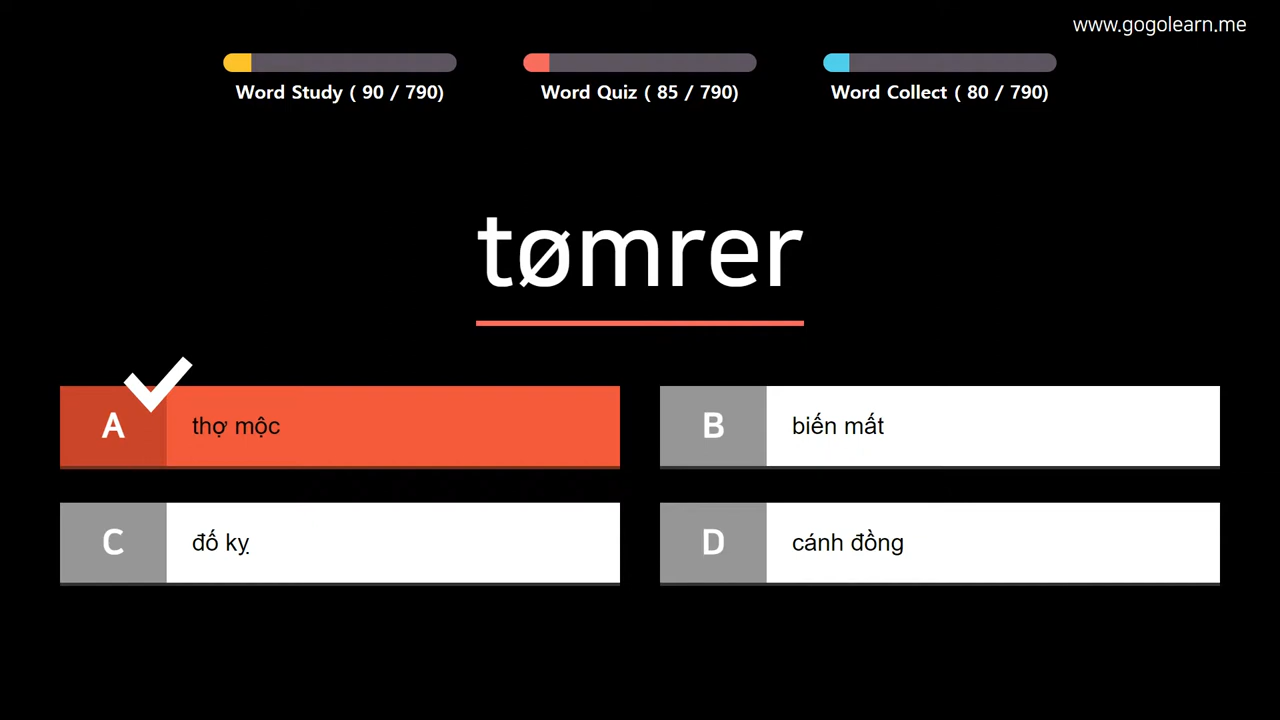 www.gogolearn.me
Word Study ( 90 / 790)
Word Quiz ( 85 / 790)
Word Collect ( 80 / 790)
tømrer
A thợ mộc
B biến mất
C đố kỵ
D cánh đồng